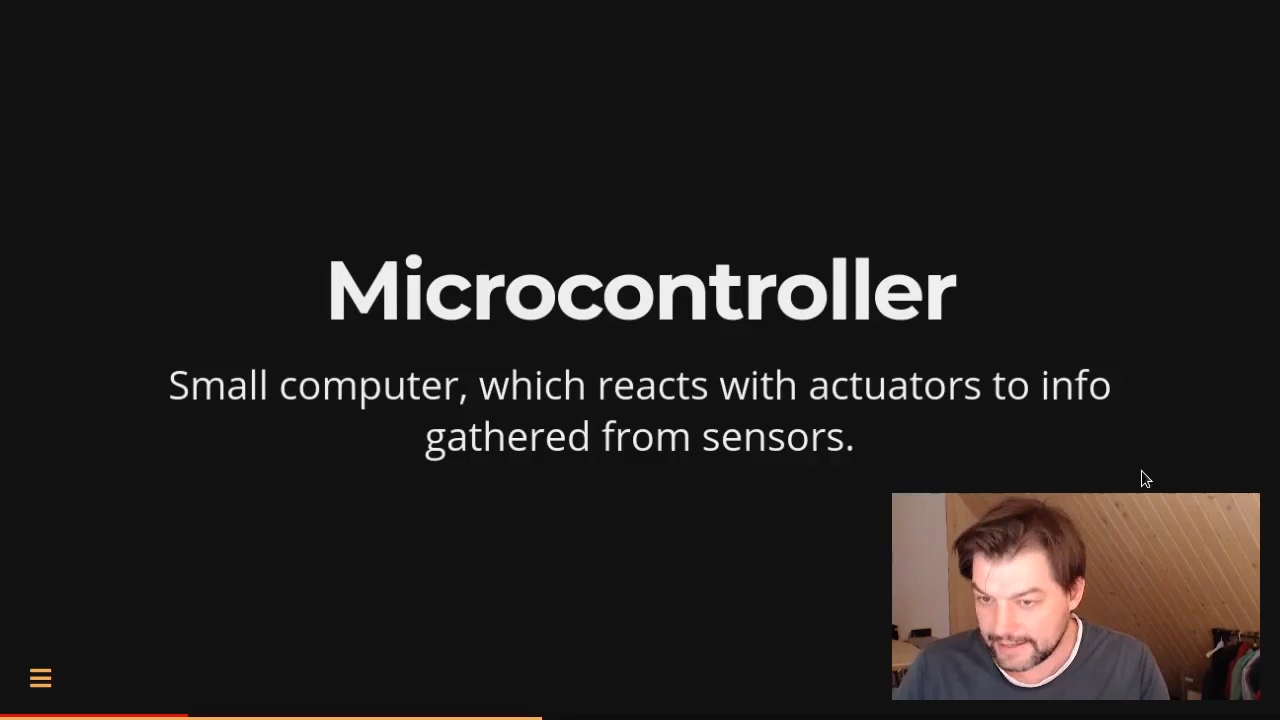 Microcontroller
Small computer, which reacts with actuators to info
gathered from sensors.